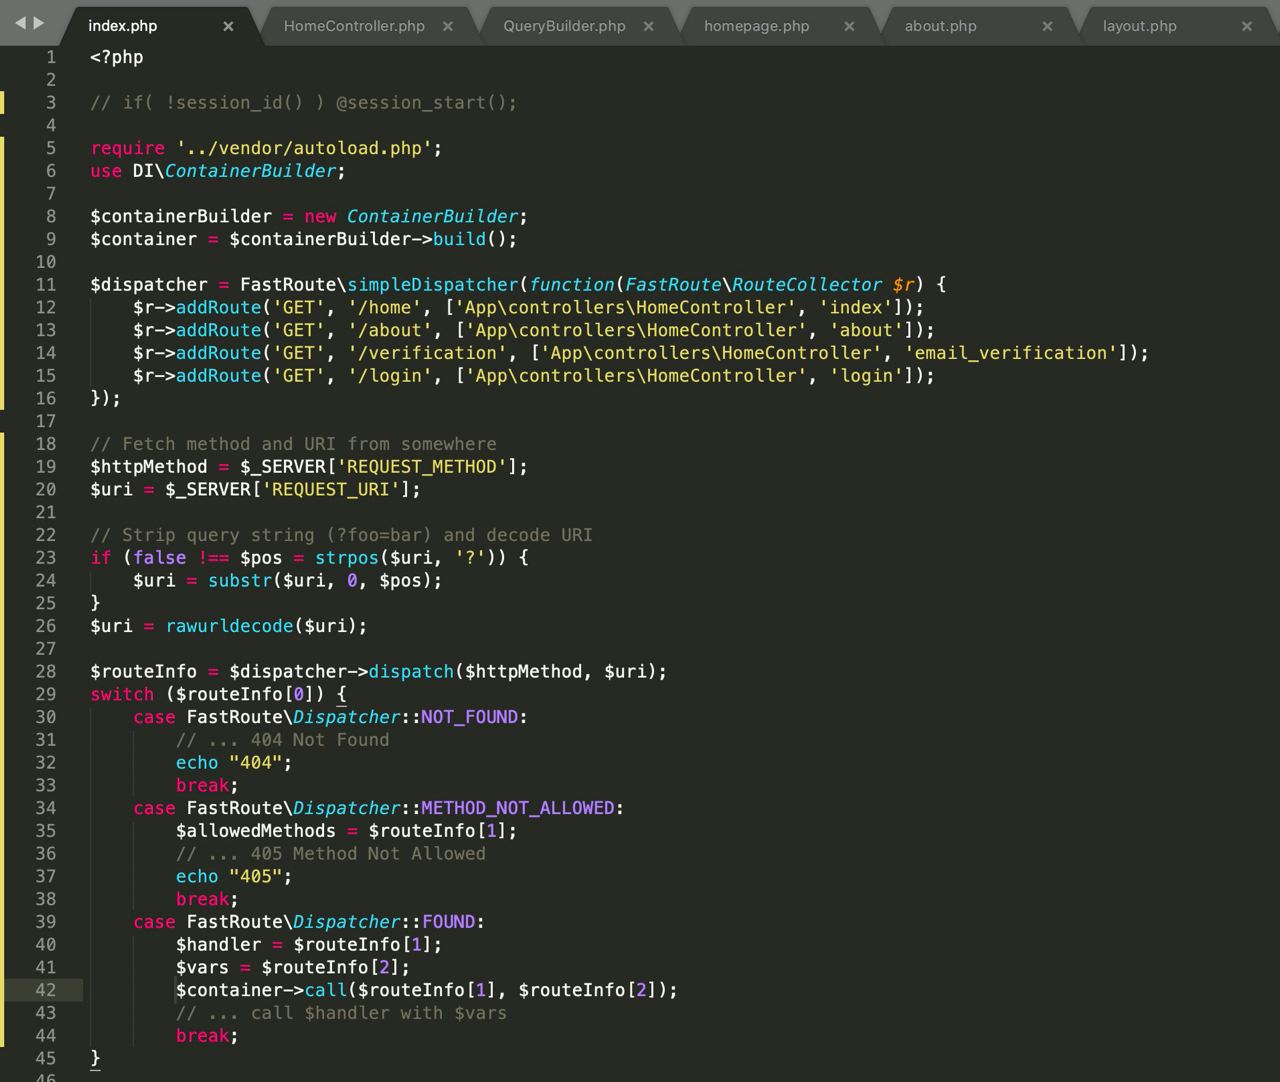 index.php × HomeController.php × QueryBuilder.php × homepage.php × about.php × layout.php ×
1 <?php
2
3 // if( !session_id() ) @session_start();
4
5 require '../vendor/autoload.php';
6 use DI\ContainerBuilder;
7
8 $containerBuilder = new ContainerBuilder;
9 $container = $containerBuilder->build();
10
11 $dispatcher = FastRoute\simpleDispatcher(function(FastRoute\RouteCollector $r) {
12     $r->addRoute('GET', '/home', ['App\controllers\HomeController', 'index']);
13     $r->addRoute('GET', '/about', ['App\controllers\HomeController', 'about']);
14     $r->addRoute('GET', '/verification', ['App\controllers\HomeController', 'email_verification']);
15     $r->addRoute('GET', '/login', ['App\controllers\HomeController', 'login']);
16 });
17
18 // Fetch method and URI from somewhere
19 $httpMethod = $_SERVER['REQUEST_METHOD'];
20 $uri = $_SERVER['REQUEST_URI'];
21
22 // Strip query string (?foo=bar) and decode URI
23 if (false !== $pos = strpos($uri, '?')) {
24     $uri = substr($uri, 0, $pos);
25 }
26 $uri = rawurldecode($uri);
27
28 $routeInfo = $dispatcher->dispatch($httpMethod, $uri);
29 switch ($routeInfo[0]) {
30     case FastRoute\Dispatcher::NOT_FOUND:
31         // ... 404 Not Found
32         echo "404";
33         break;
34     case FastRoute\Dispatcher::METHOD_NOT_ALLOWED:
35         $allowedMethods = $routeInfo[1];
36         // ... 405 Method Not Allowed
37         echo "405";
38         break;
39     case FastRoute\Dispatcher::FOUND:
40         $handler = $routeInfo[1];
41         $vars = $routeInfo[2];
42         $container->call($routeInfo[1], $routeInfo[2]);
43         // ... call $handler with $vars
44         break;
45 }
46